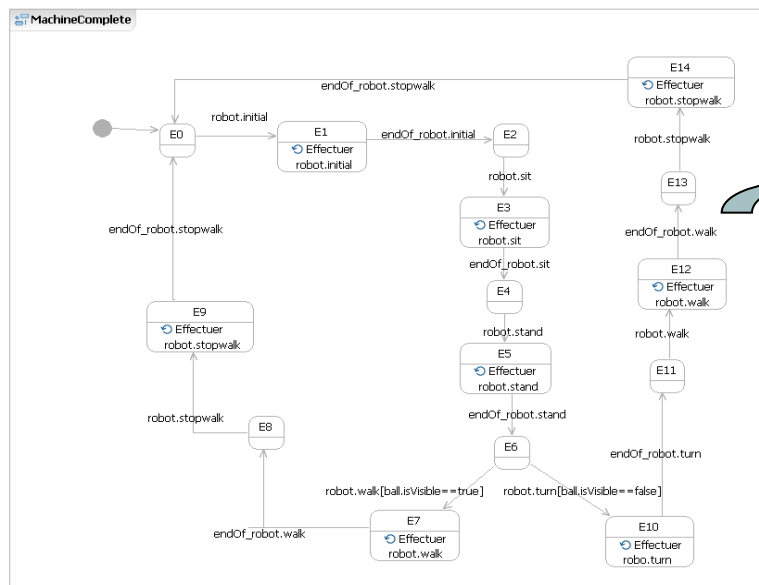 MachineComplete
E14
Effectuer
robot.stopwalk
endOf_robot.stopwalk
robot.initial
E0
E1
Effectuer
robot.initial
endOf_robot.initial
E2
robot.stopwalk
robot.sit
E13
E3
Effectuer
robot.sit
endOf_robot.stopwalk
endOf_robot.walk
endOf_robot.sit
E12
Effectuer
robot.walk
E4
E9
Effectuer
robot.stopwalk
robot.stand
robot.walk
E5
Effectuer
robot.stand
E11
robot.stopwalk
endOf_robot.stand
E8
E6
endOf_robot.turn
robot.walk[ball.isVisible==true]
robot.turn[ball.isVisible==false]
E7
Effectuer
robot.walk
endOf_robot.walk
E10
Effectuer
robo.turn